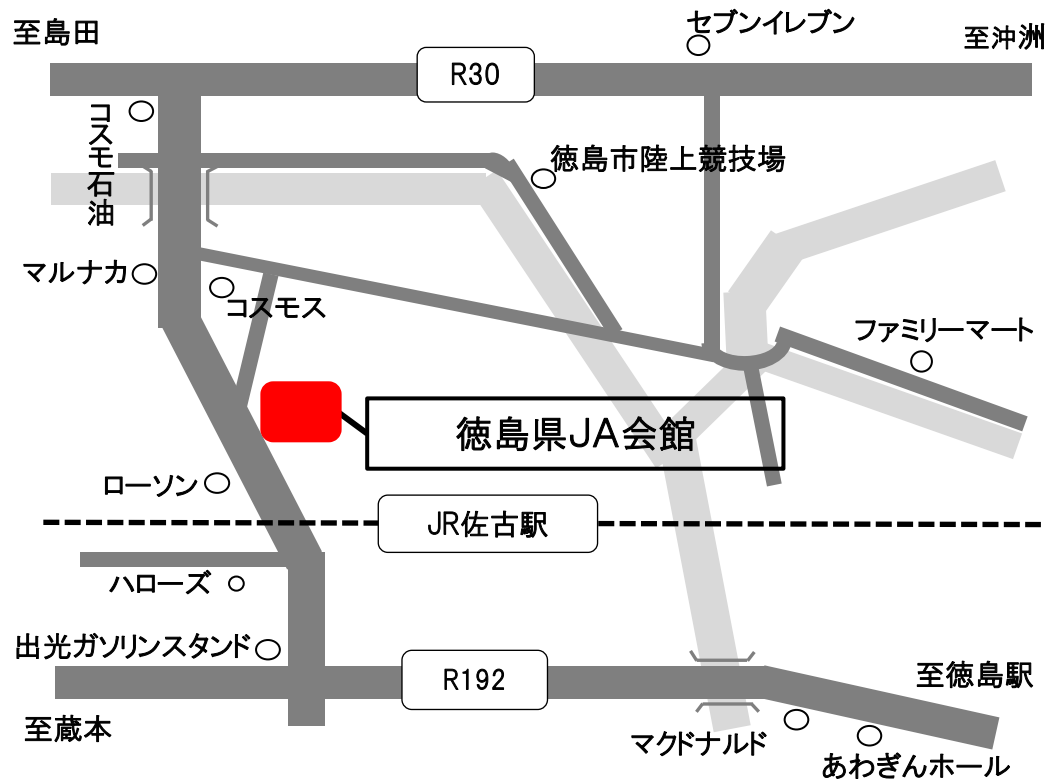 セブンイレブン
至島田
至沖洲
R30
コスモ石油
徳島市陸上競技場
マルナカ
コスモス
ファミリーマート
徳島県JA会館
ローソン
JR佐古駅
ハローズ
出光ガソリンスタンド
R192
至徳島駅
至蔵本
マクドナルド
あわぎんホール